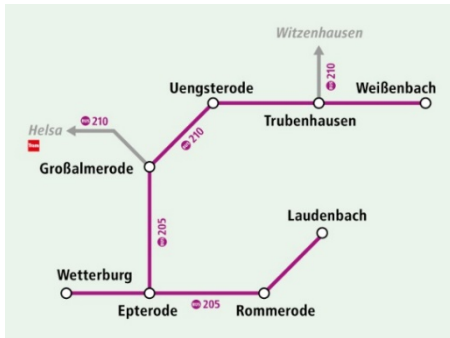 Witzenhausen
210
Uengsterode
Weißenbach
Helsa
210
210
Trubenhausen
Großalmerode
205
Laudenbach
Wetterburg
Epterode
205
Rommerode